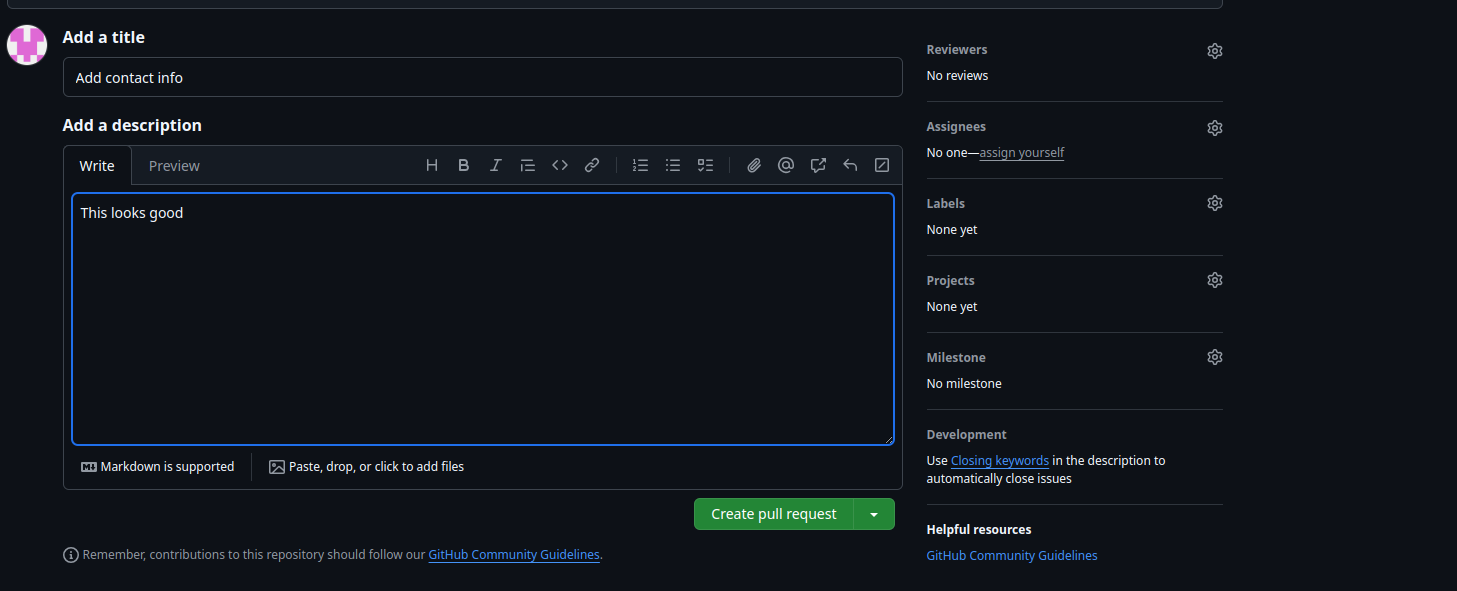 Add a title
Add contact info
Add a description
Write Preview
This looks good
Markdown is supported
Paste, drop, or click to add files
Create pull request
Remember, contributions to this repository should follow our GitHub Community Guidelines.
Reviewers
No reviews
Assignees
No one—assign yourself
Labels
None yet
Projects
None yet
Milestone
No milestone
Development
Use Closing keywords in the description to
automatically close issues
Helpful resources
GitHub Community Guidelines